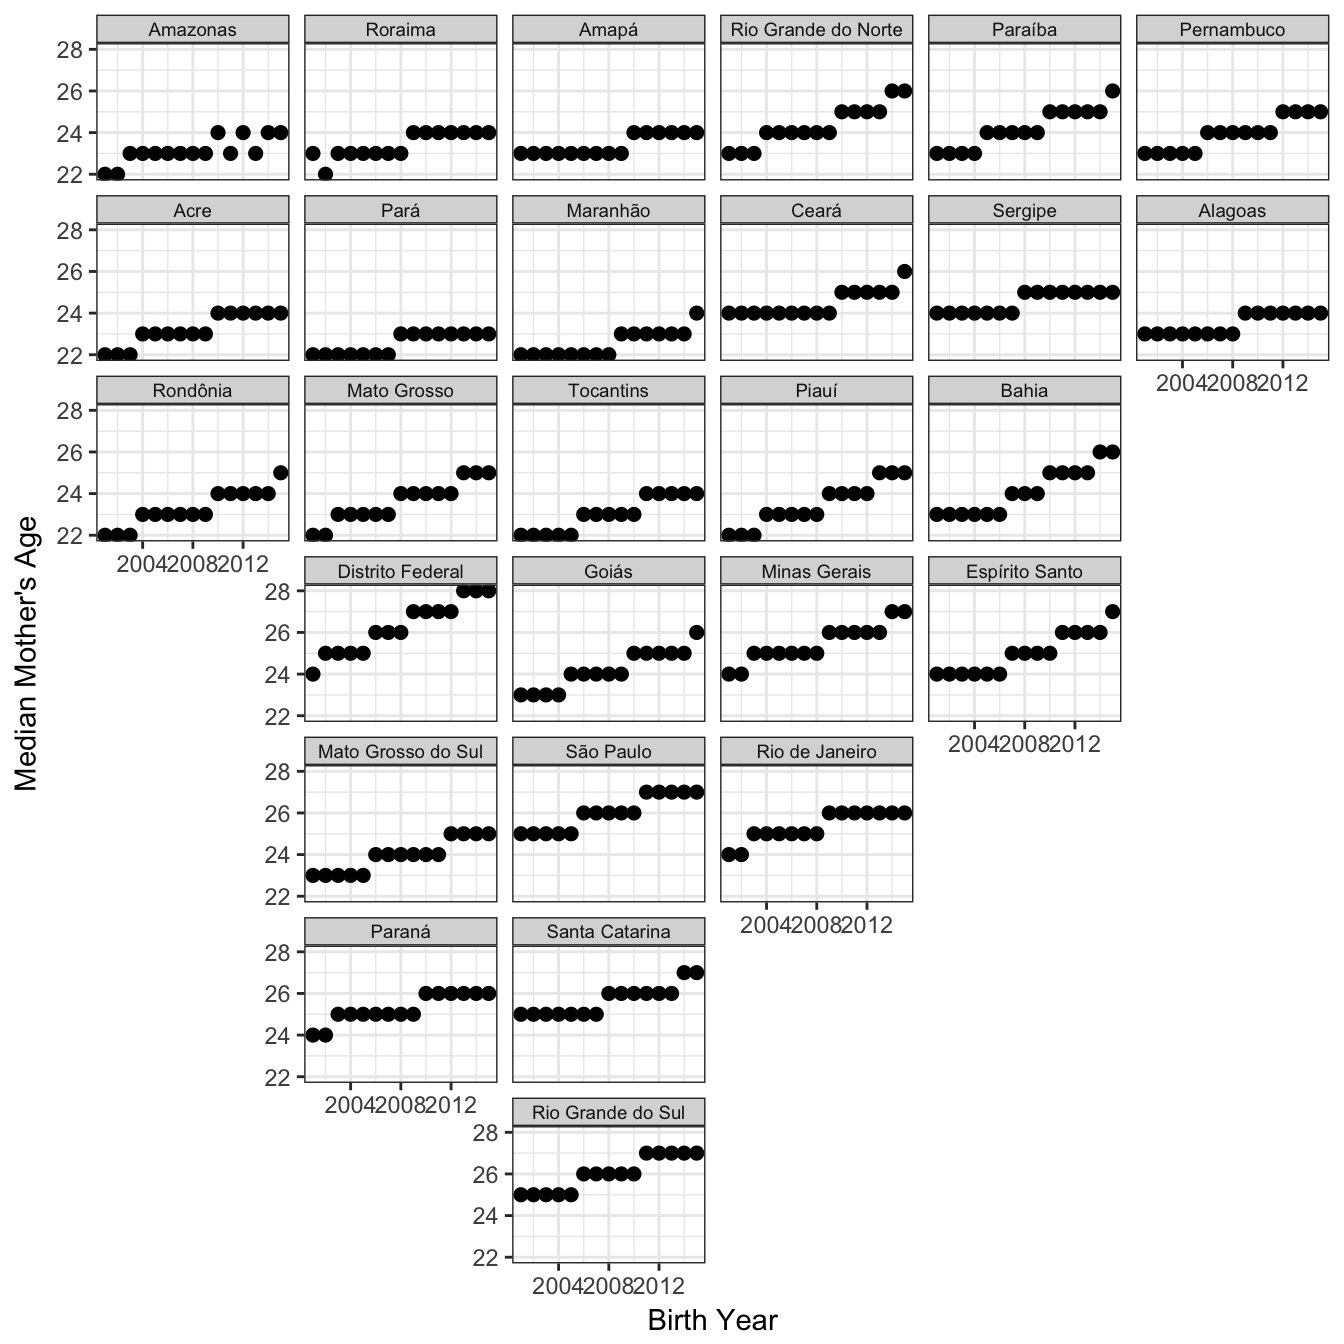 Amazonas Roraima Amapá Rio Grande do Norte Paraíba Pernambuco
28
26
24
22
Acre Pará Maranhão Ceará Sergipe Alagoas
28
26
24
22
2004 2008 2012
Rondônia Mato Grosso Tocantins Piauí Bahia
28
26
24
22
2004 2008 2012
Distrito Federal Goiás Minas Gerais Espírito Santo
28
26
24
22
2004 2008 2012
Mato Grosso do Sul São Paulo Rio de Janeiro
28
26
24
22
2004 2008 2012
Paraná Santa Catarina
28
26
24
22
2004 2008 2012
Rio Grande do Sul
28
26
24
22
2004 2008 2012
Median Mother's Age
Birth Year